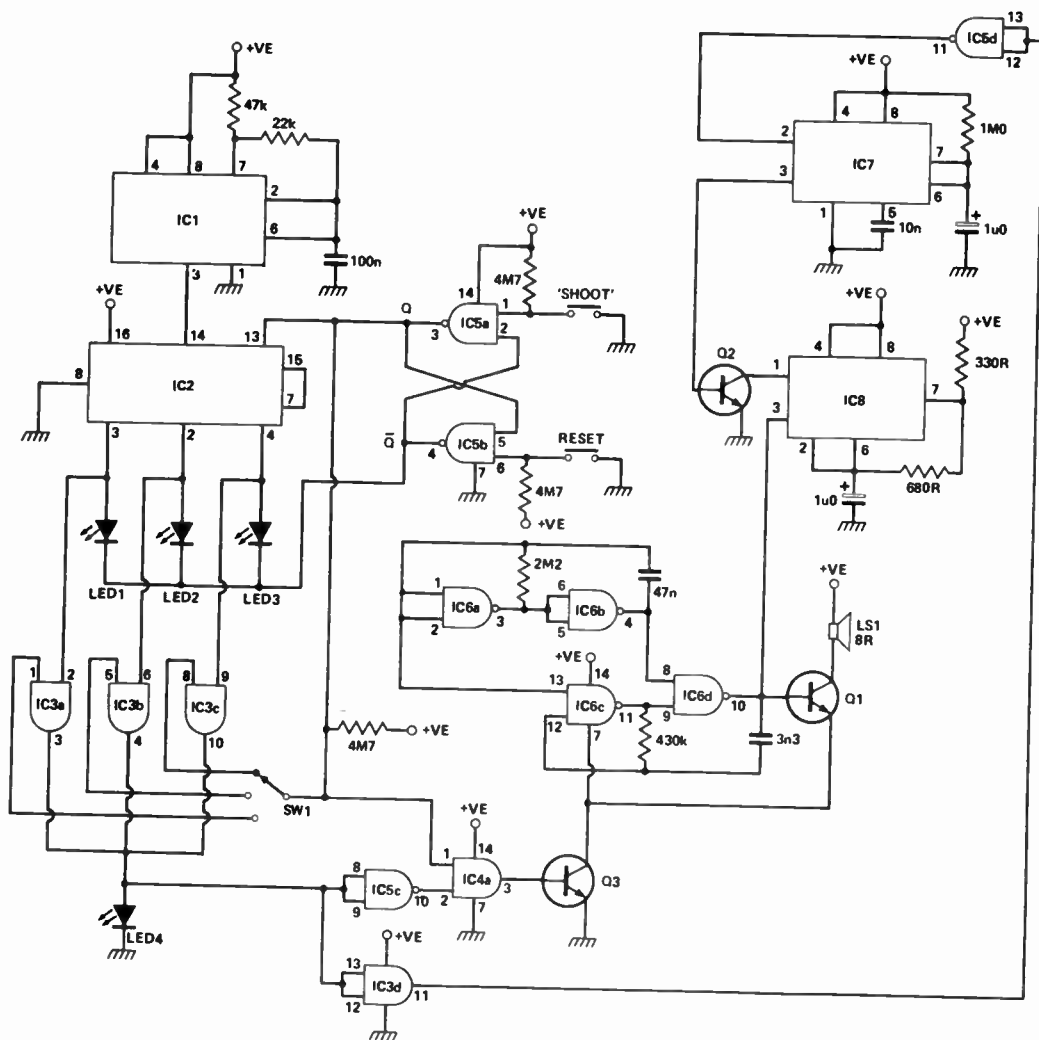 +VE
47k
22k
4
8
7
2
IC1
6
3
1
100n
+VE
16
14
13
8
IC2
15
7
3
2
4
LED1
LED2
LED3
Q
+VE
4M7
14
1
'SHOOT'
3
IC5a
2
Q̅
4
IC5b
5
6
7
RESET
4M7
+VE
13
IC5d
11
12
+VE
4
8
2
1M0
IC7
7
3
6
1
5
10n
+
1u0
+VE
+VE
Q2
4
8
330R
1
IC8
7
3
2
6
+
1u0
680R
2M2
1
IC6a
2
3
6
IC6b
5
4
47n
+VE
14
13
IC6c
12
11
7
430k
8
IC6d
9
10
3n3
+VE
LS1
8R
Q1
1
2
IC3a
3
5
6
IC3b
4
8
9
IC3c
10
4M7
+VE
SW1
+VE
14
1
IC4a
2
3
7
Q3
8
IC5c
9
10
LED4
+VE
13
IC3d
12
11